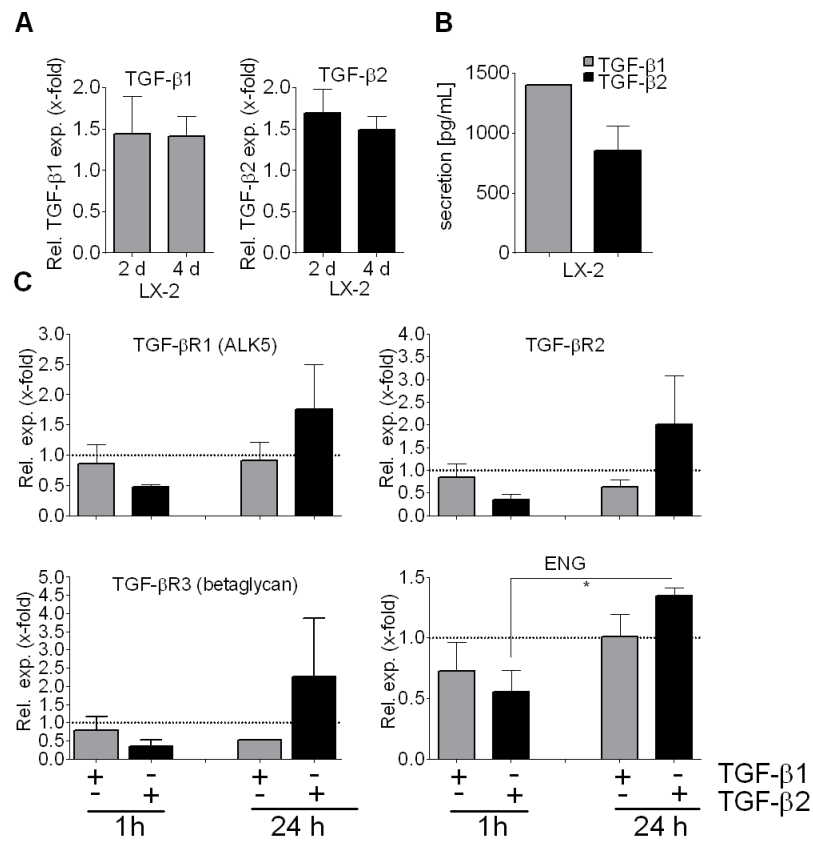 A
Rel. TGF-β1 exp. (x-fold)
TGF-β1
2.0
1.5
1.0
0.5
0.0
2 d 4 d
LX-2
Rel. TGF-β2 exp. (x-fold)
TGF-β2
2.0
1.5
1.0
0.5
0.0
2 d 4 d
LX-2
B
secretion [pg/mL]
TGF-β1
TGF-β2
1500
1000
500
0
LX-2
C
Rel. exp. (x-fold)
TGF-βR1 (ALK5)
3.0
2.5
2.0
1.5
1.0
0.5
0.0
Rel. exp. (x-fold)
TGF-βR2
4.0
3.5
3.0
2.5
2.0
1.5
1.0
0.5
0.0
Rel. exp. (x-fold)
TGF-βR3 (betaglycan)
5.0
4.5
4.0
3.5
3.0
2.5
2.0
1.5
1.0
0.5
0.0
Rel. exp. (x-fold)
ENG
*
1.5
1.0
0.5
0.0
+ - + - + - + - TGF-β1
- + - + - + - + TGF-β2
1h 24 h 1h 24 h